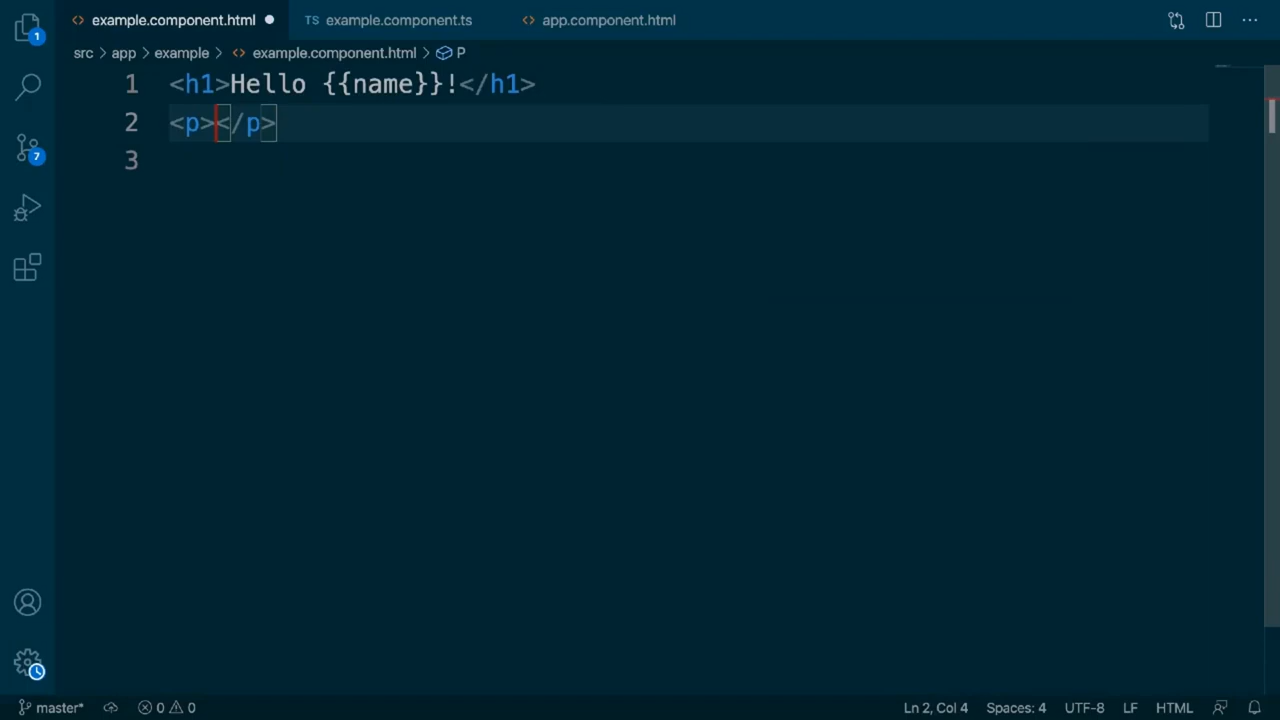 example.component.html
TS example.component.ts
app.component.html
src > app > example > example.component.html > P
1 <h1>Hello {{name}}!</h1>
2 <p></p>
3
1
7
master*
0 0
Ln 2, Col 4
Spaces: 4
UTF-8
LF
HTML